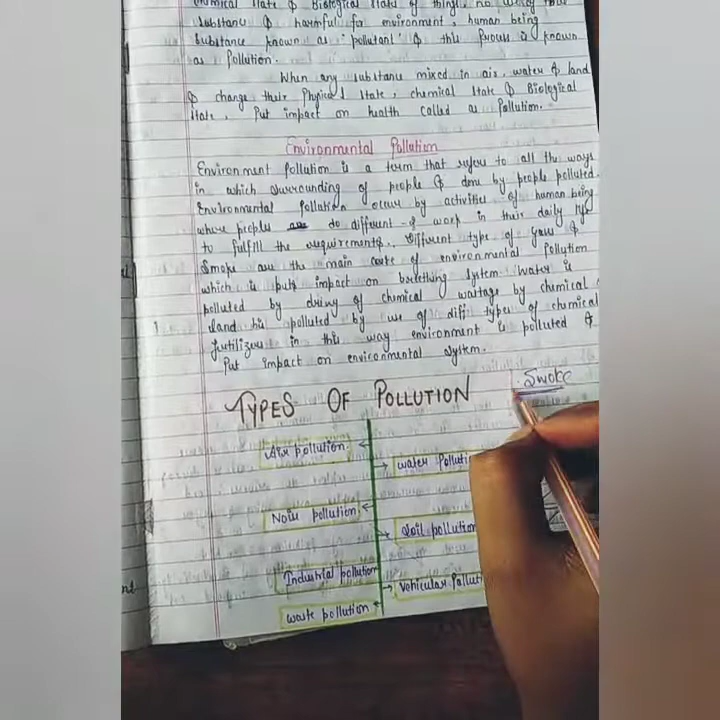 chemical state & Biological state of things, no
substance & harmful for environment, human being
Substance known as 'pollutant' & this process is known
as Pollution.
When any substance mixed in air, water & land
& change their Physical state, chemical state & Biological
state, Put impact on health called as Pollution.
Environmental Pollution
Environment Pollution is a term that refers to all the ways
in which surrounding of people & done by people polluted.
Environmental Pollution occur by activities of human being
where peoples do different of work in their daily life
to fulfill the requirements. Different type of gases &
Smoke are the main of environmental Pollution
which is puts impact on breathing System. Water is
polluted by of chemical by chemical
land polluted by use of diff types of chemical
fertilizers in this way environment is polluted &
Put impact on environmental system.
Smoke
TYPES OF POLLUTION
Air pollution.
water Polluti
Noise pollution
Soil pollution
Industrial pollution
Vehicular Polluti
waste pollution